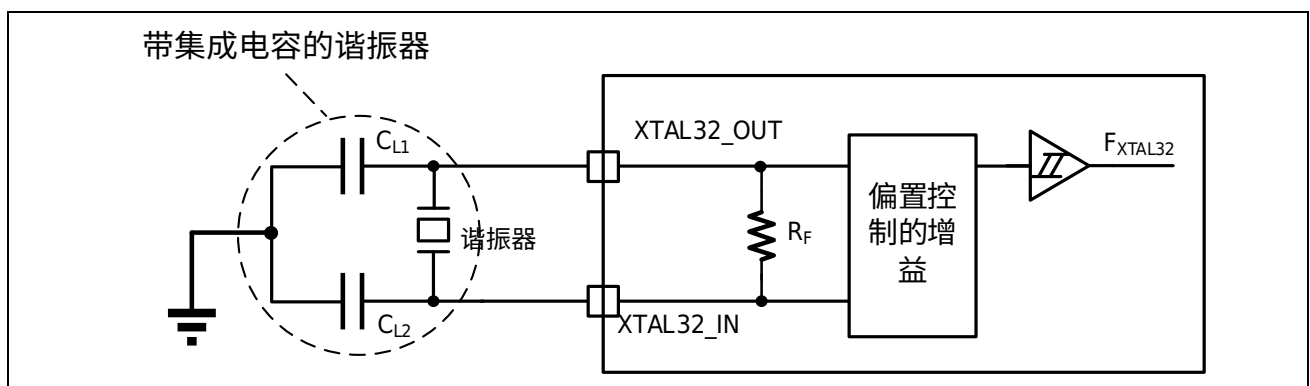 带集成电容的谐振器
CL1
XTAL32_OUT
FXTAL32
谐振器
RF
偏置控
制的增
益
CL2
XTAL32_IN